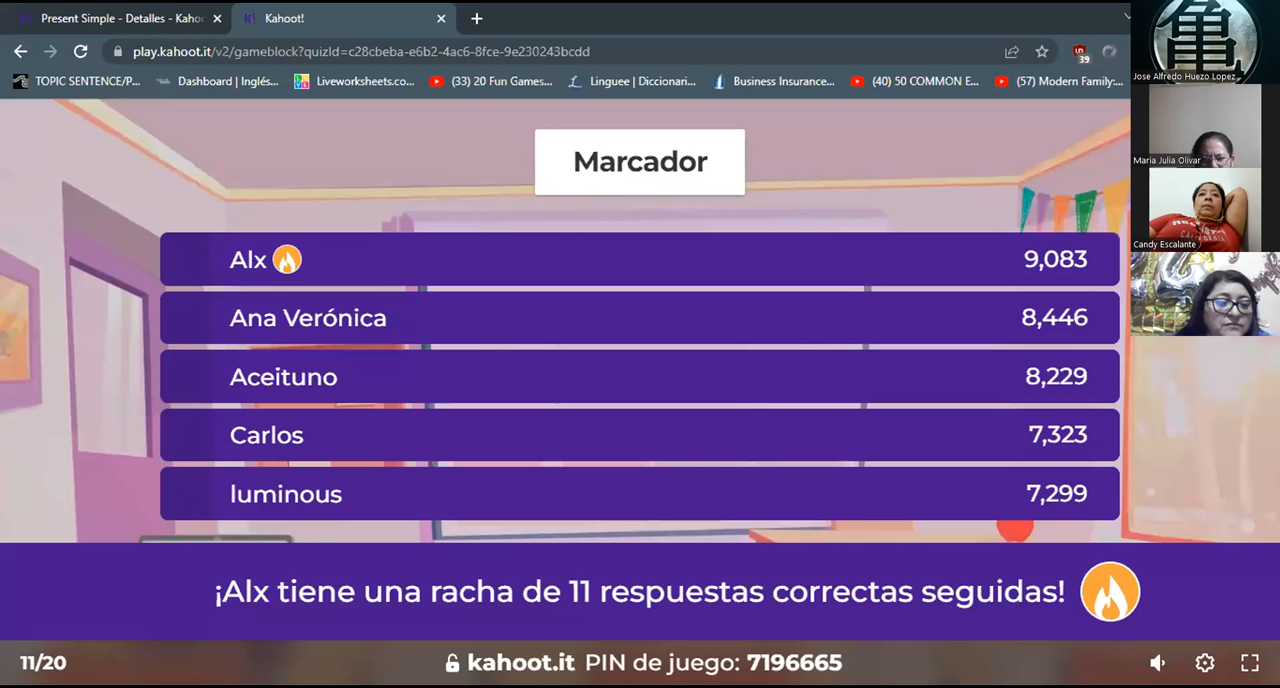 Present Simple - Detalles - Kahoo
Kahoot!
play.kahoot.it/v2/gameblock?quizId=c28cbeba-e6b2-4ac6-8fce-9e230243bcdd
39
TOPIC SENTENCE/P...
Dashboard | Inglés...
Liveworksheets.co...
(33) 20 Fun Games...
Linguee | Diccionari...
Business Insurance...
(40) 50 COMMON E...
(57) Modern Family:...
Jose Alfredo Huezo Lopez
Maria Julia Olivar
Candy Escalante
Marcador
Alx 9,083
Ana Verónica 8,446
Aceituno 8,229
Carlos 7,323
luminous 7,299
¡Alx tiene una racha de 11 respuestas correctas seguidas!
11/20
kahoot.it PIN de juego: 7196665